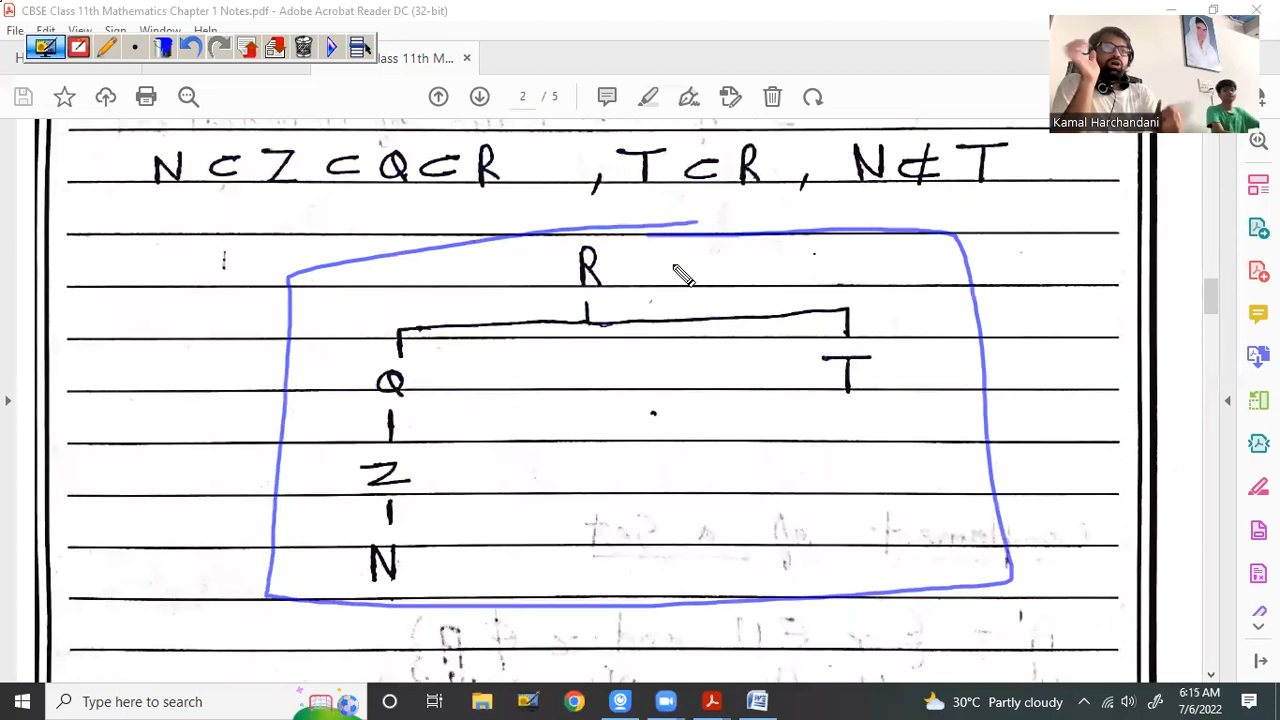 CBSE Class 11th Mathematics Chapter 1 Notes.pdf - Adobe Acrobat Reader DC (32-bit)
File Edit View Sign Window Help
H
lass 11th M... ×
2 / 5
Kamal Harchandani
N ⊂ Z ⊂ Q ⊂ R , T ⊂ R , N ⊄ T
R
Q T
Z
N
Type here to search
30°C Partly cloudy
6:15 AM
7/6/2022